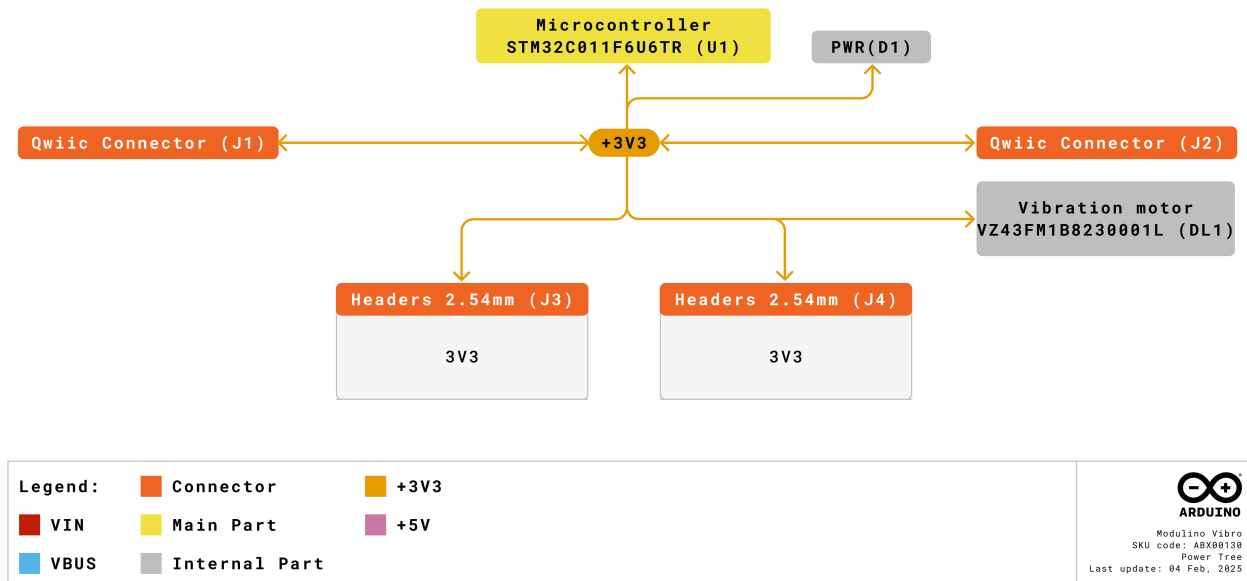 Microcontroller
STM32C011F6U6TR (U1)
PWR(D1)
Qwiic Connector (J1)
+3V3
Qwiic Connector (J2)
Vibration motor
VZ43FM1B8230001L (DL1)
Headers 2.54mm (J3)
Headers 2.54mm (J4)
3V3
3V3
Legend:
Connector
+3V3
VIN
Main Part
+5V
VBUS
Internal Part
ARDUINO
Modulino Vibro
SKU code: ABX00130
Power Tree
Last update: 04 Feb, 2025